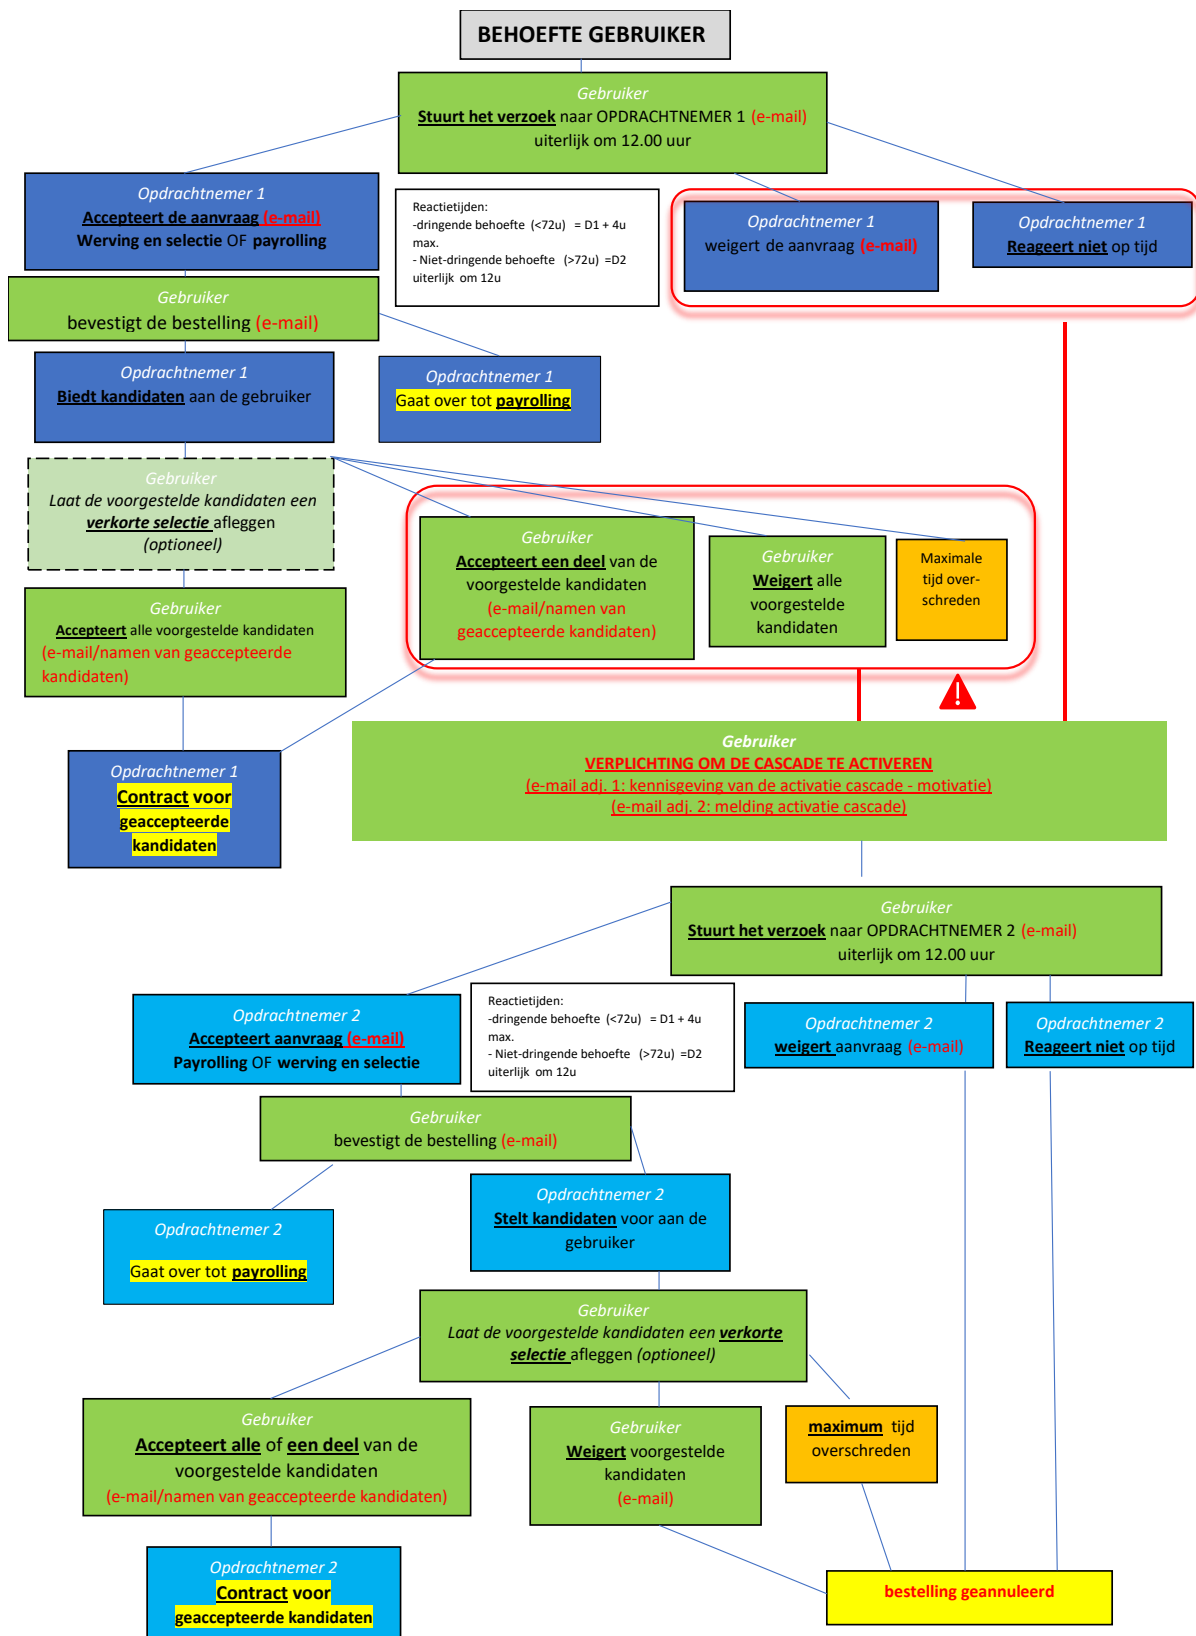 BEHOEFTE GEBRUIKER
Gebruiker
Stuurt het verzoek naar OPDRACHTNEMER 1 (e-mail)
uiterlijk om 12.00 uur
Opdrachtnemer 1
Accepteert de aanvraag (e-mail)
Werving en selectie OF payrolling
Reactietijden:
-dringende behoefte (<72u) = D1 + 4u
max.
- Niet-dringende behoefte (>72u) =D2
uiterlijk om 12u
Opdrachtnemer 1
weigert de aanvraag (e-mail)
Opdrachtnemer 1
Reageert niet op tijd
Gebruiker
bevestigt de bestelling (e-mail)
Opdrachtnemer 1
Biedt kandidaten aan de gebruiker
Opdrachtnemer 1
Gaat over tot payrolling
Gebruiker
Laat de voorgestelde kandidaten een
verkorte selectie afleggen
(optioneel)
Gebruiker
Accepteert een deel van de
voorgestelde kandidaten
(e-mail/namen van
geaccepteerde kandidaten)
Gebruiker
Weigert alle
voorgestelde
kandidaten
Maximale
tijd over-
schreden
Gebruiker
Accepteert alle voorgestelde kandidaten
(e-mail/namen van geaccepteerde
kandidaten)
Opdrachtnemer 1
Contract voor
geaccepteerde
kandidaten
Gebruiker
VERPLICHTING OM DE CASCADE TE ACTIVEREN
(e-mail adj. 1: kennisgeving van de activatie cascade - motivatie)
(e-mail adj. 2: melding activatie cascade)
Gebruiker
Stuurt het verzoek naar OPDRACHTNEMER 2 (e-mail)
uiterlijk om 12.00 uur
Opdrachtnemer 2
Accepteert aanvraag (e-mail)
Payrolling OF werving en selectie
Reactietijden:
-dringende behoefte (<72u) = D1 + 4u
max.
- Niet-dringende behoefte (>72u) =D2
uiterlijk om 12u
Opdrachtnemer 2
weigert aanvraag (e-mail)
Opdrachtnemer 2
Reageert niet op tijd
Gebruiker
bevestigt de bestelling (e-mail)
Opdrachtnemer 2
Gaat over tot payrolling
Opdrachtnemer 2
Stelt kandidaten voor aan de
gebruiker
Gebruiker
Laat de voorgestelde kandidaten een verkorte
selectie afleggen (optioneel)
Gebruiker
Accepteert alle of een deel van de
voorgestelde kandidaten
(e-mail/namen van geaccepteerde kandidaten)
Gebruiker
Weigert voorgestelde
kandidaten
(e-mail)
maximum tijd
overschreden
Opdrachtnemer 2
Contract voor
geaccepteerde kandidaten
bestelling geannuleerd